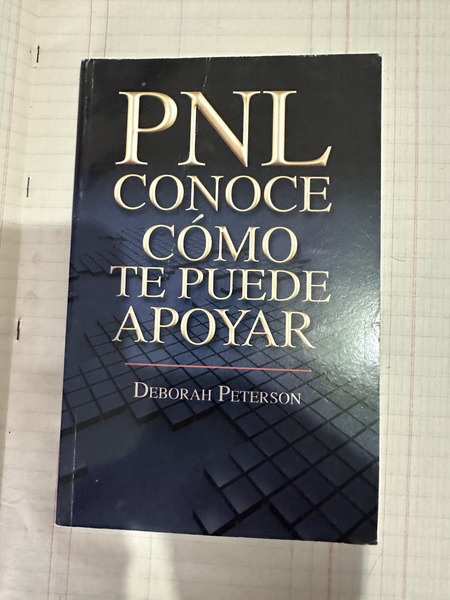 PNL
CONOCE
CÓMO
TE PUEDE
APOYAR
DEBORAH PETERSON